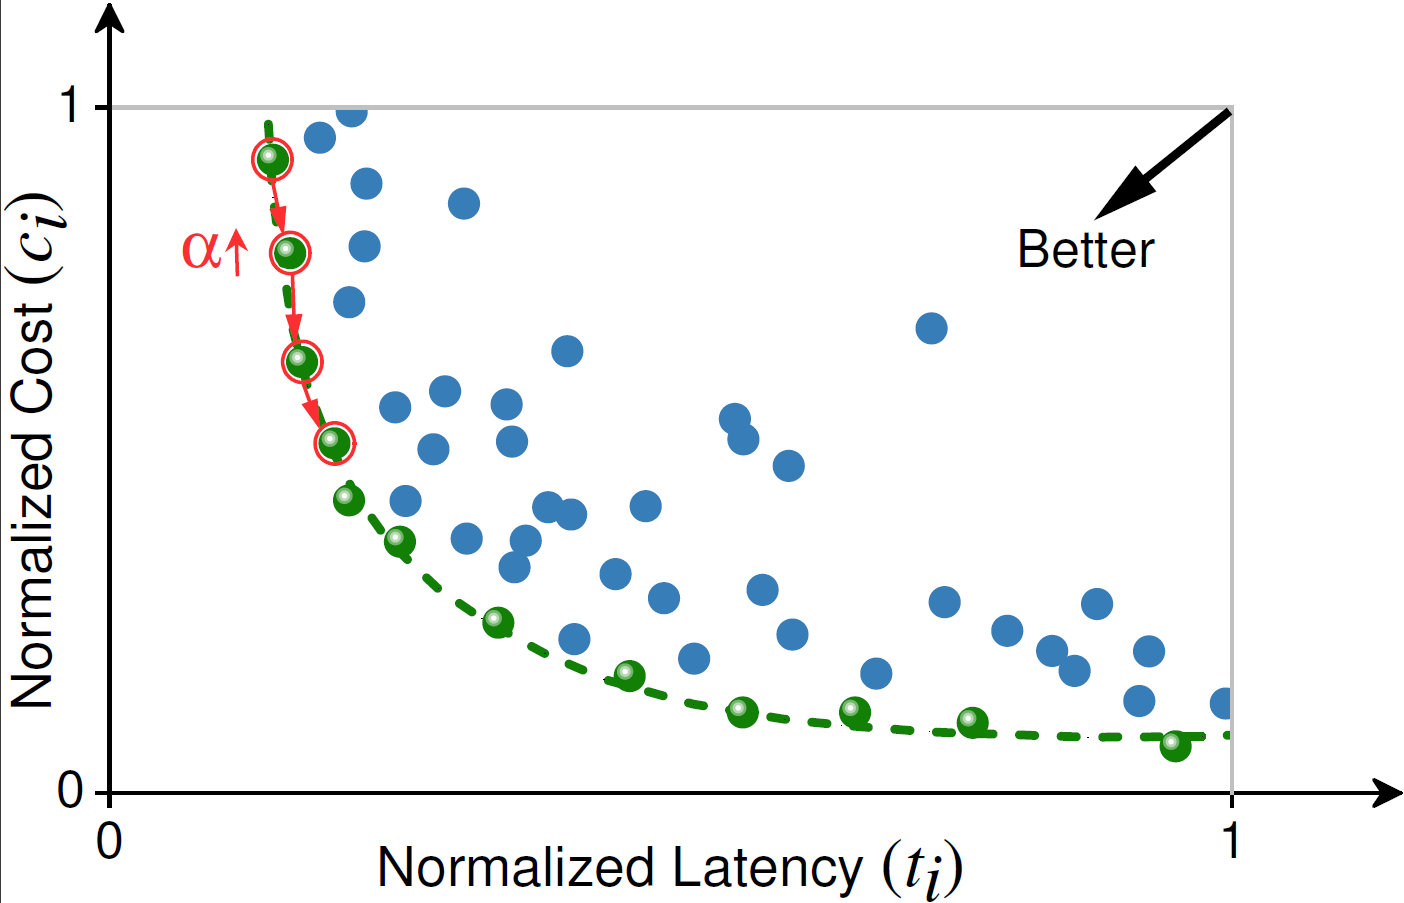 1
α↑
Better
Normalized Cost (cᵢ)
0
0
1
Normalized Latency (tᵢ)